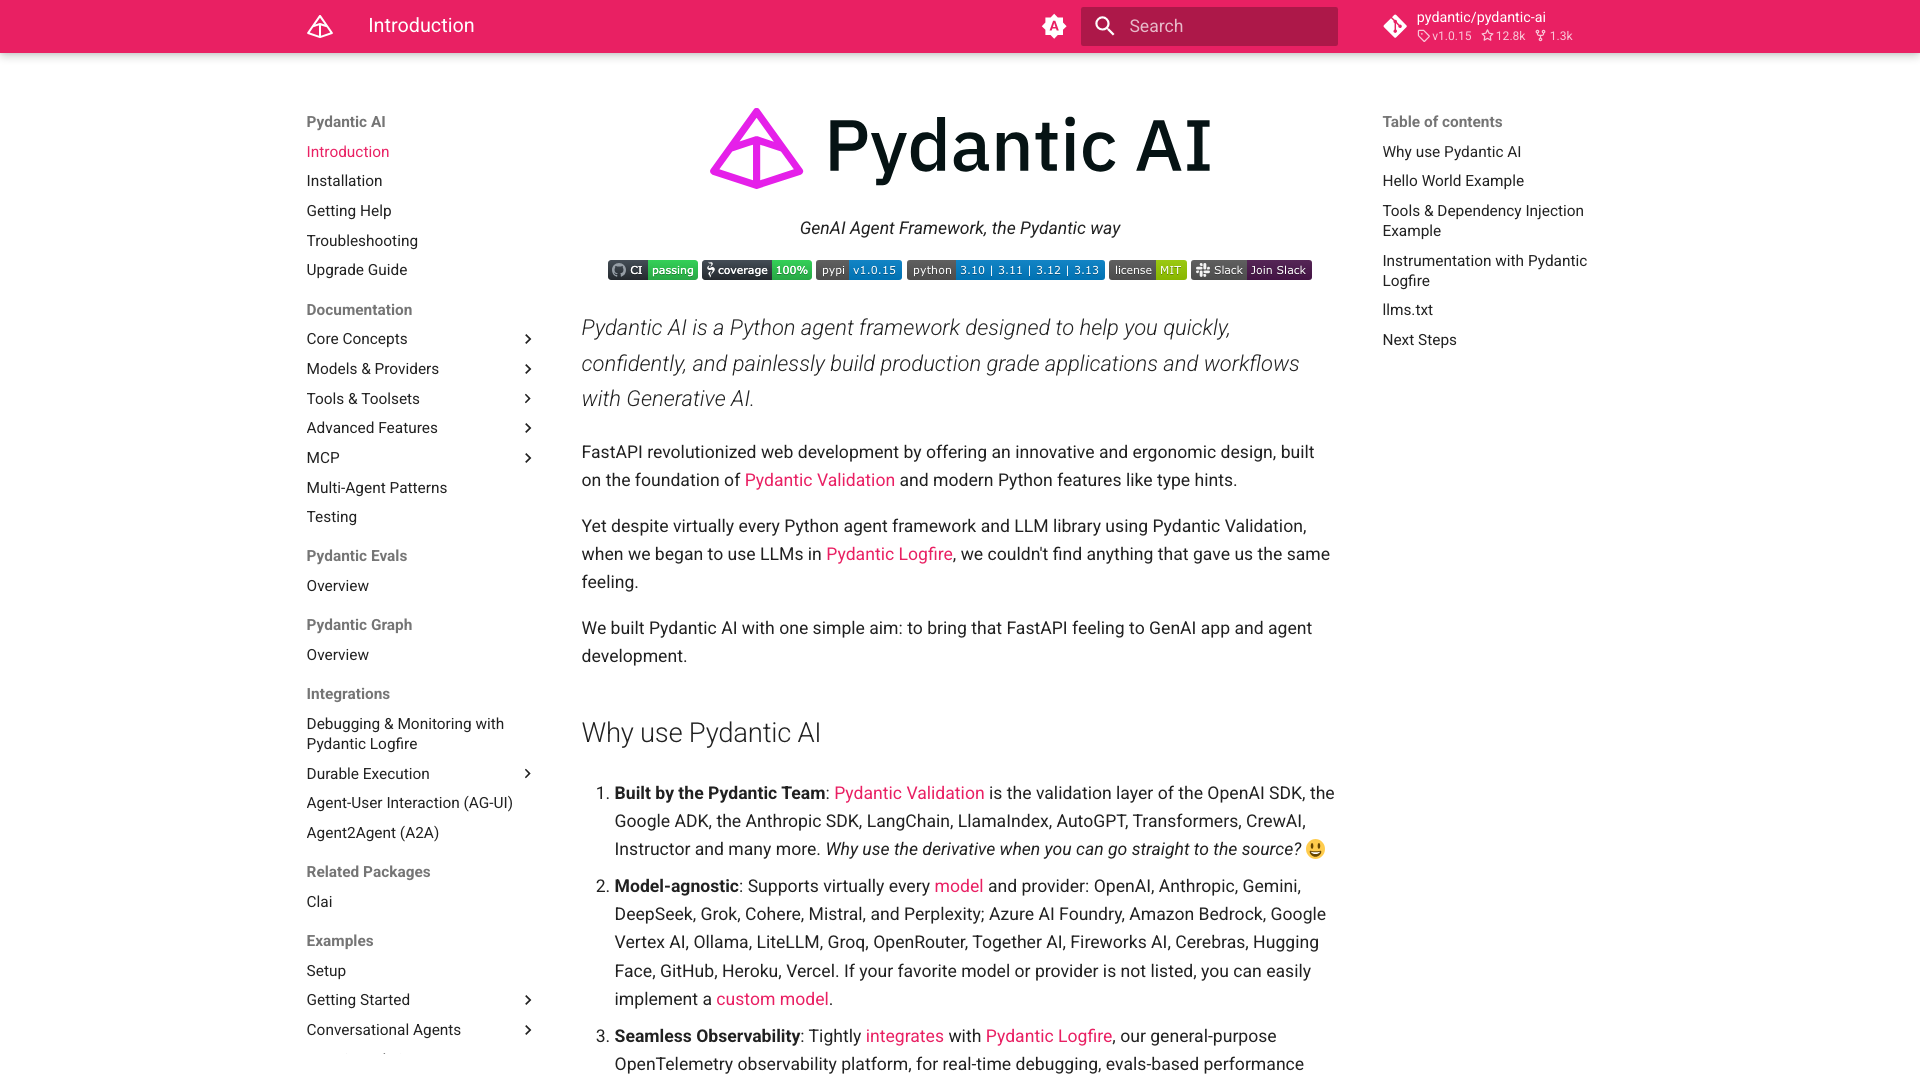 Introduction
A
Search
pydantic/pydantic-ai
v1.0.15 12.8k 1.3k
Pydantic AI
Introduction
Installation
Getting Help
Troubleshooting
Upgrade Guide
Documentation
Core Concepts
Models & Providers
Tools & Toolsets
Advanced Features
MCP
Multi-Agent Patterns
Testing
Pydantic Evals
Overview
Pydantic Graph
Overview
Integrations
Debugging & Monitoring with
Pydantic Logfire
Durable Execution
Agent-User Interaction (AG-UI)
Agent2Agent (A2A)
Related Packages
Clai
Examples
Setup
Getting Started
Conversational Agents
Pydantic AI
GenAI Agent Framework, the Pydantic way
CI passing coverage 100% pypi v1.0.15 python 3.10 | 3.11 | 3.12 | 3.13 license MIT Slack Join Slack
Pydantic AI is a Python agent framework designed to help you quickly,
confidently, and painlessly build production grade applications and workflows
with Generative AI.
FastAPI revolutionized web development by offering an innovative and ergonomic design, built
on the foundation of Pydantic Validation and modern Python features like type hints.
Yet despite virtually every Python agent framework and LLM library using Pydantic Validation,
when we began to use LLMs in Pydantic Logfire, we couldn't find anything that gave us the same
feeling.
We built Pydantic AI with one simple aim: to bring that FastAPI feeling to GenAI app and agent
development.
Why use Pydantic AI
1. Built by the Pydantic Team: Pydantic Validation is the validation layer of the OpenAI SDK, the
Google ADK, the Anthropic SDK, LangChain, LlamaIndex, AutoGPT, Transformers, CrewAI,
Instructor and many more. Why use the derivative when you can go straight to the source? 😃
2. Model-agnostic: Supports virtually every model and provider: OpenAI, Anthropic, Gemini,
DeepSeek, Grok, Cohere, Mistral, and Perplexity; Azure AI Foundry, Amazon Bedrock, Google
Vertex AI, Ollama, LiteLLM, Groq, OpenRouter, Together AI, Fireworks AI, Cerebras, Hugging
Face, GitHub, Heroku, Vercel. If your favorite model or provider is not listed, you can easily
implement a custom model.
3. Seamless Observability: Tightly integrates with Pydantic Logfire, our general-purpose
OpenTelemetry observability platform, for real-time debugging, evals-based performance
Table of contents
Why use Pydantic AI
Hello World Example
Tools & Dependency Injection
Example
Instrumentation with Pydantic
Logfire
llms.txt
Next Steps